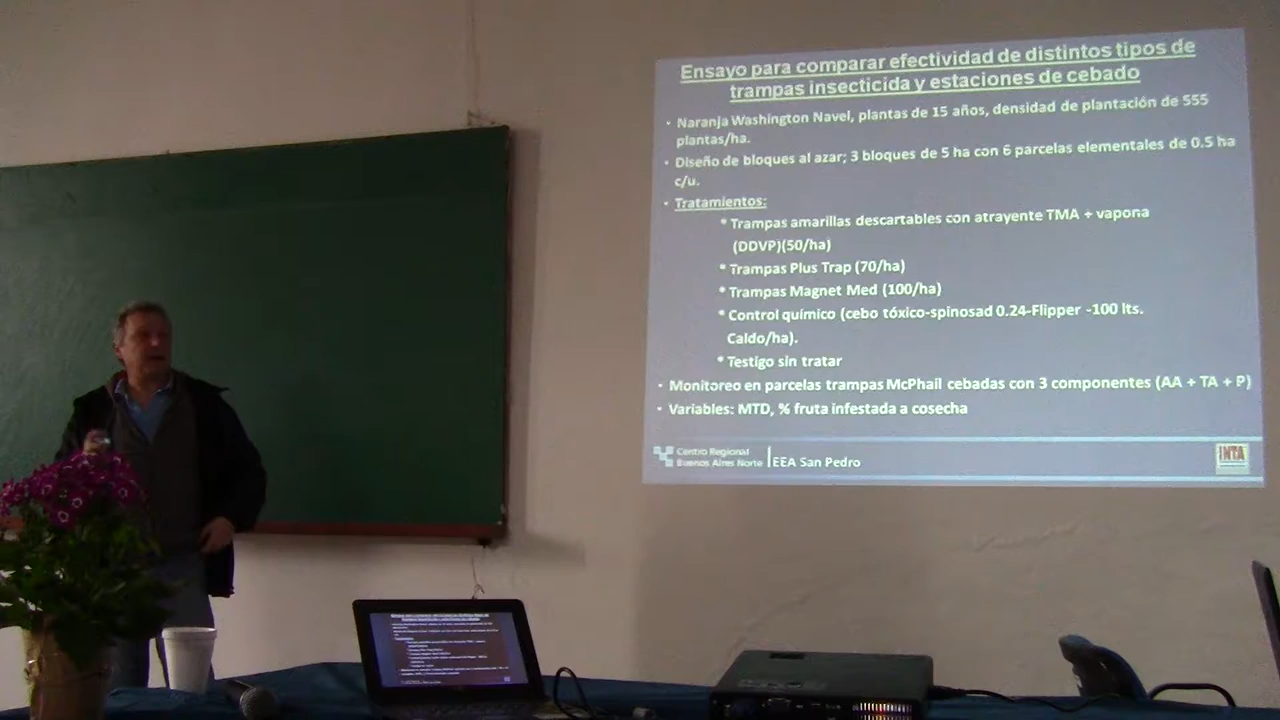 Ensayo para comparar efectividad de distintos tipos de
trampas insecticida y estaciones de cebado
• Naranja Washington Navel, plantas de 15 años, densidad de plantación de 555
plantas/ha.
• Diseño de bloques al azar; 3 bloques de 5 ha con 6 parcelas elementales de 0.5 ha
c/u.
• Tratamientos:
* Trampas amarillas descartables con atrayente TMA + vapona
(DDVP)(50/ha)
* Trampas Plus Trap (70/ha)
* Trampas Magnet Med (100/ha)
* Control químico (cebo tóxico-spinosad 0.24-Flipper -100 lts.
Caldo/ha).
* Testigo sin tratar
• Monitoreo en parcelas trampas McPhail cebadas con 3 componentes (AA + TA + P)
• Variables: MTD, % fruta infestada a cosecha
Centro Regional
Buenos Aires Norte
EEA San Pedro
INTA